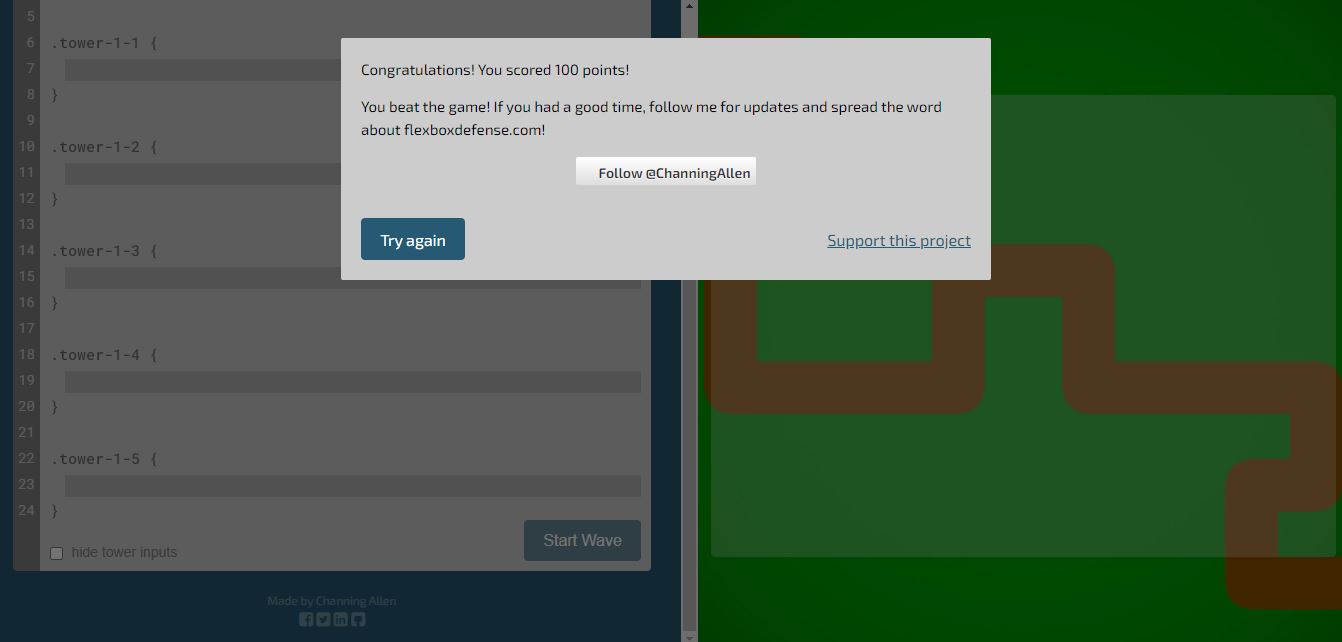 Congratulations! You scored 100 points!
You beat the game! If you had a good time, follow me for updates and spread the word
about flexboxdefense.com!
Follow @ChanningAllen
Try again
Support this project
5
6 .tower-1-1 {
7
8 }
9
10 .tower-1-2 {
11
12 }
13
14 .tower-1-3 {
15
16 }
17
18 .tower-1-4 {
19
20 }
21
22 .tower-1-5 {
23
24 }
hide tower inputs
Start Wave
Made by Channing Allen